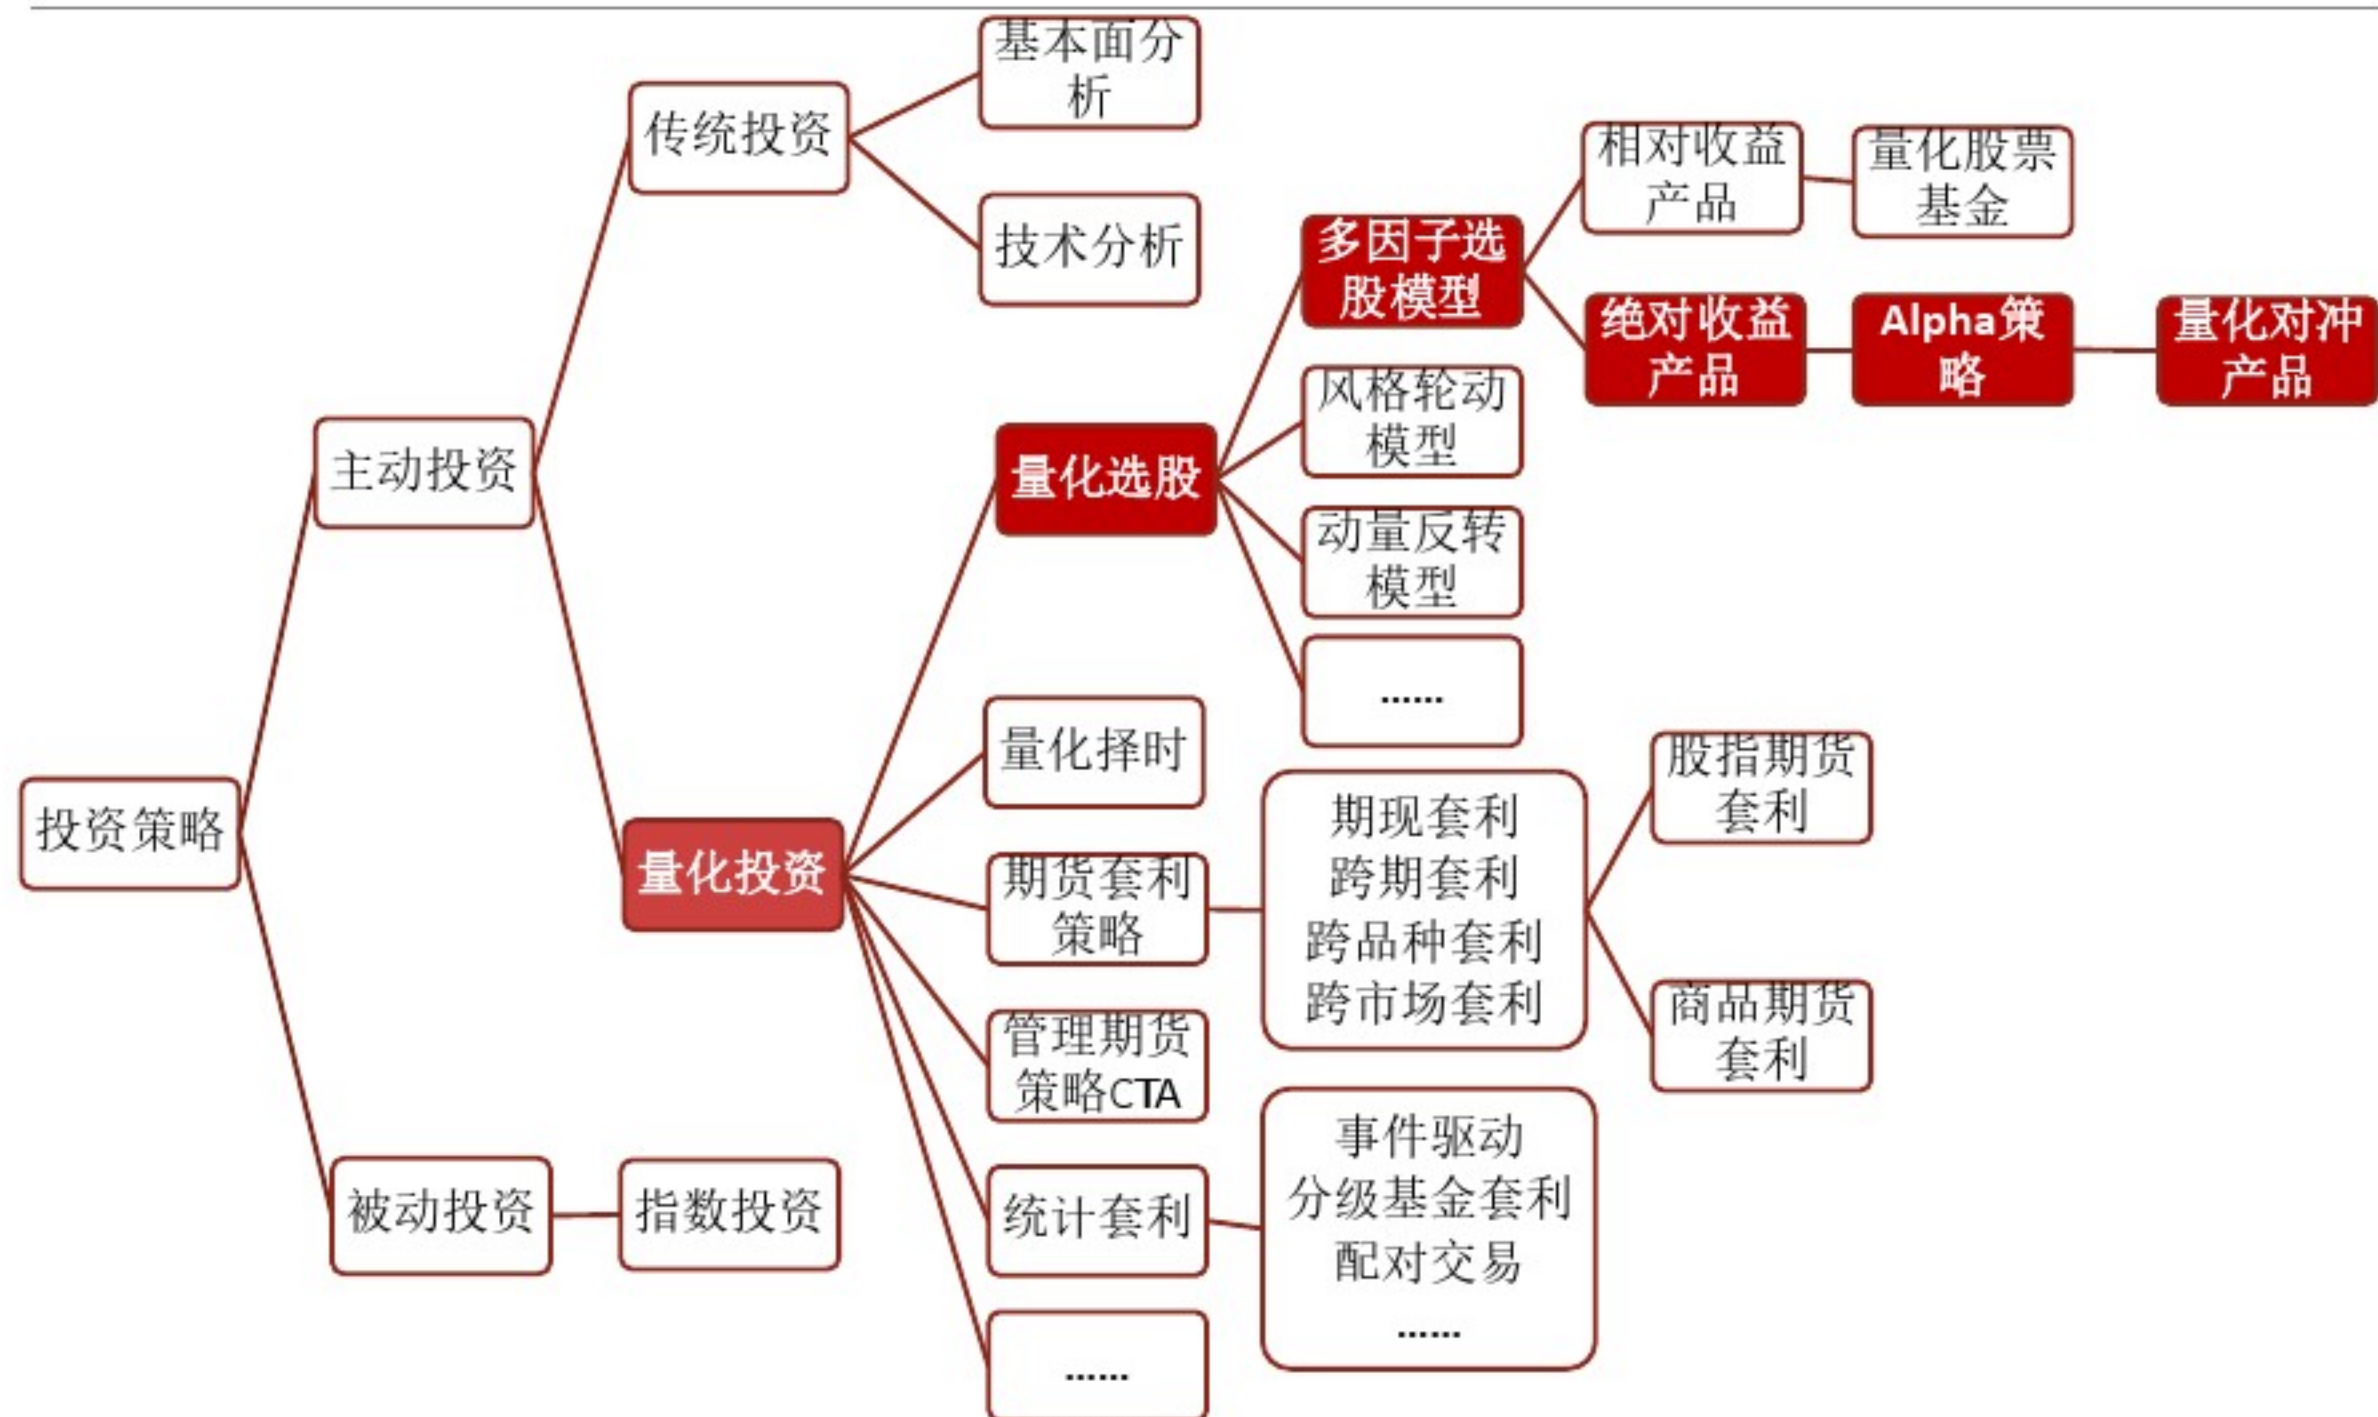 基本面分
析
传统投资
技术分析
相对收益
产品
量化股票
基金
多因子选
股模型
绝对收益
产品
Alpha策
略
量化对冲
产品
风格轮动
模型
主动投资
量化选股
动量反转
模型
......
量化择时
股指期货
套利
投资策略
量化投资
期货套利
策略
期现套利
跨期套利
跨品种套利
跨市场套利
商品期货
套利
管理期货
策略CTA
被动投资
指数投资
统计套利
事件驱动
分级基金套利
配对交易
......
......